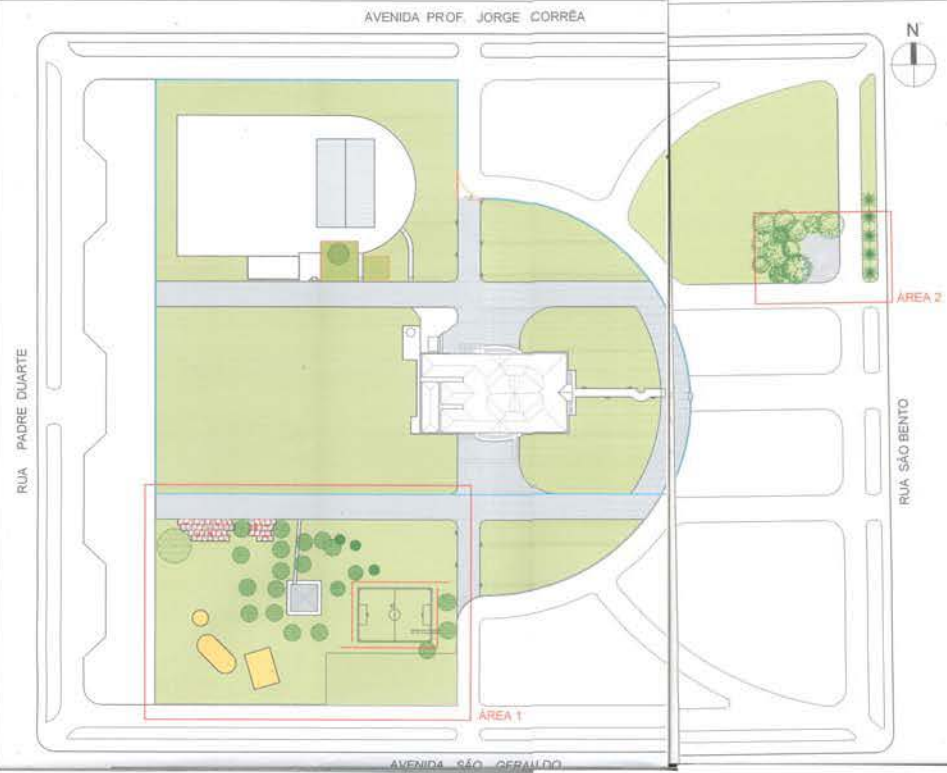 AVENIDA PROF. JORGE CORRÊA
N
ÁREA 2
RUA PADRE DUARTE
RUA SÃO BENTO
ÁREA 1
AVENIDA SÃO GERALDO